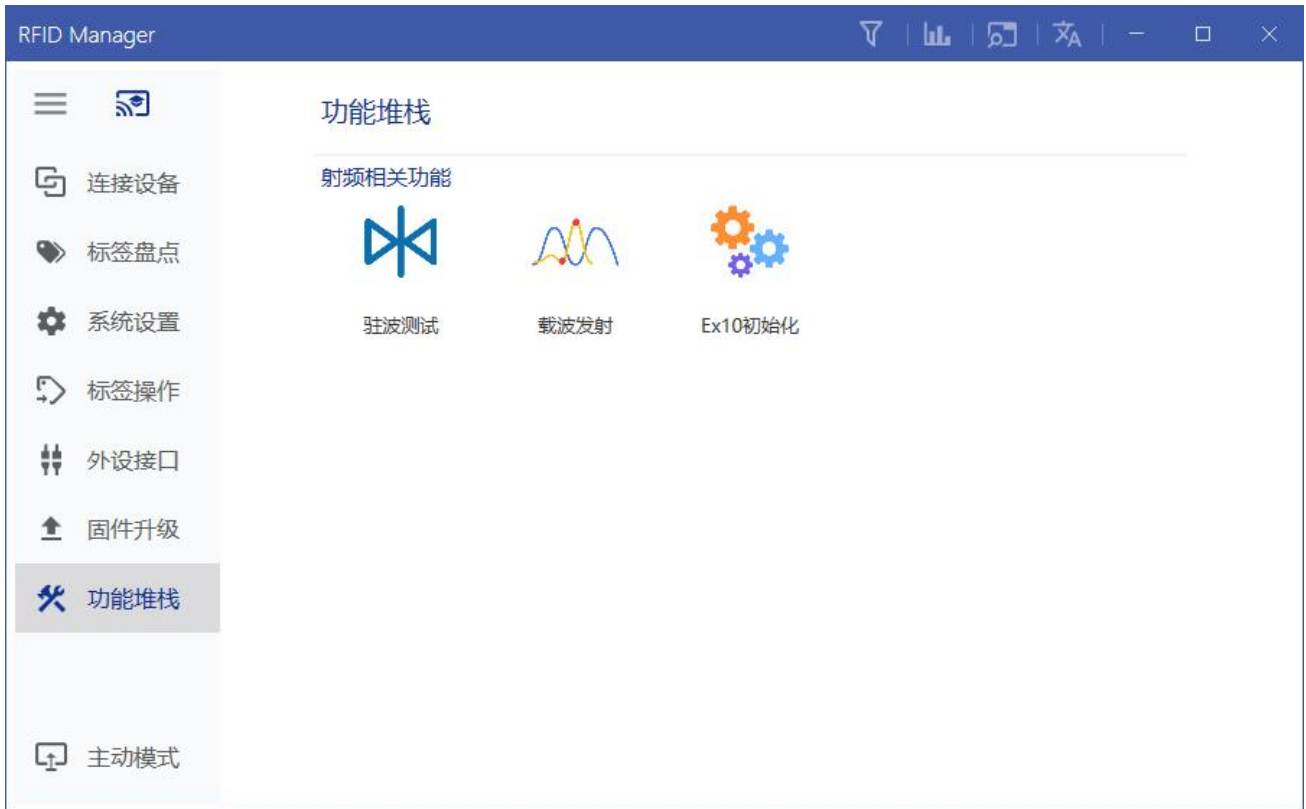 RFID Manager
功能堆栈
连接设备
标签盘点
系统设置
标签操作
外设接口
固件升级
功能堆栈
主动模式
射频相关功能
驻波测试
载波发射
Ex10初始化